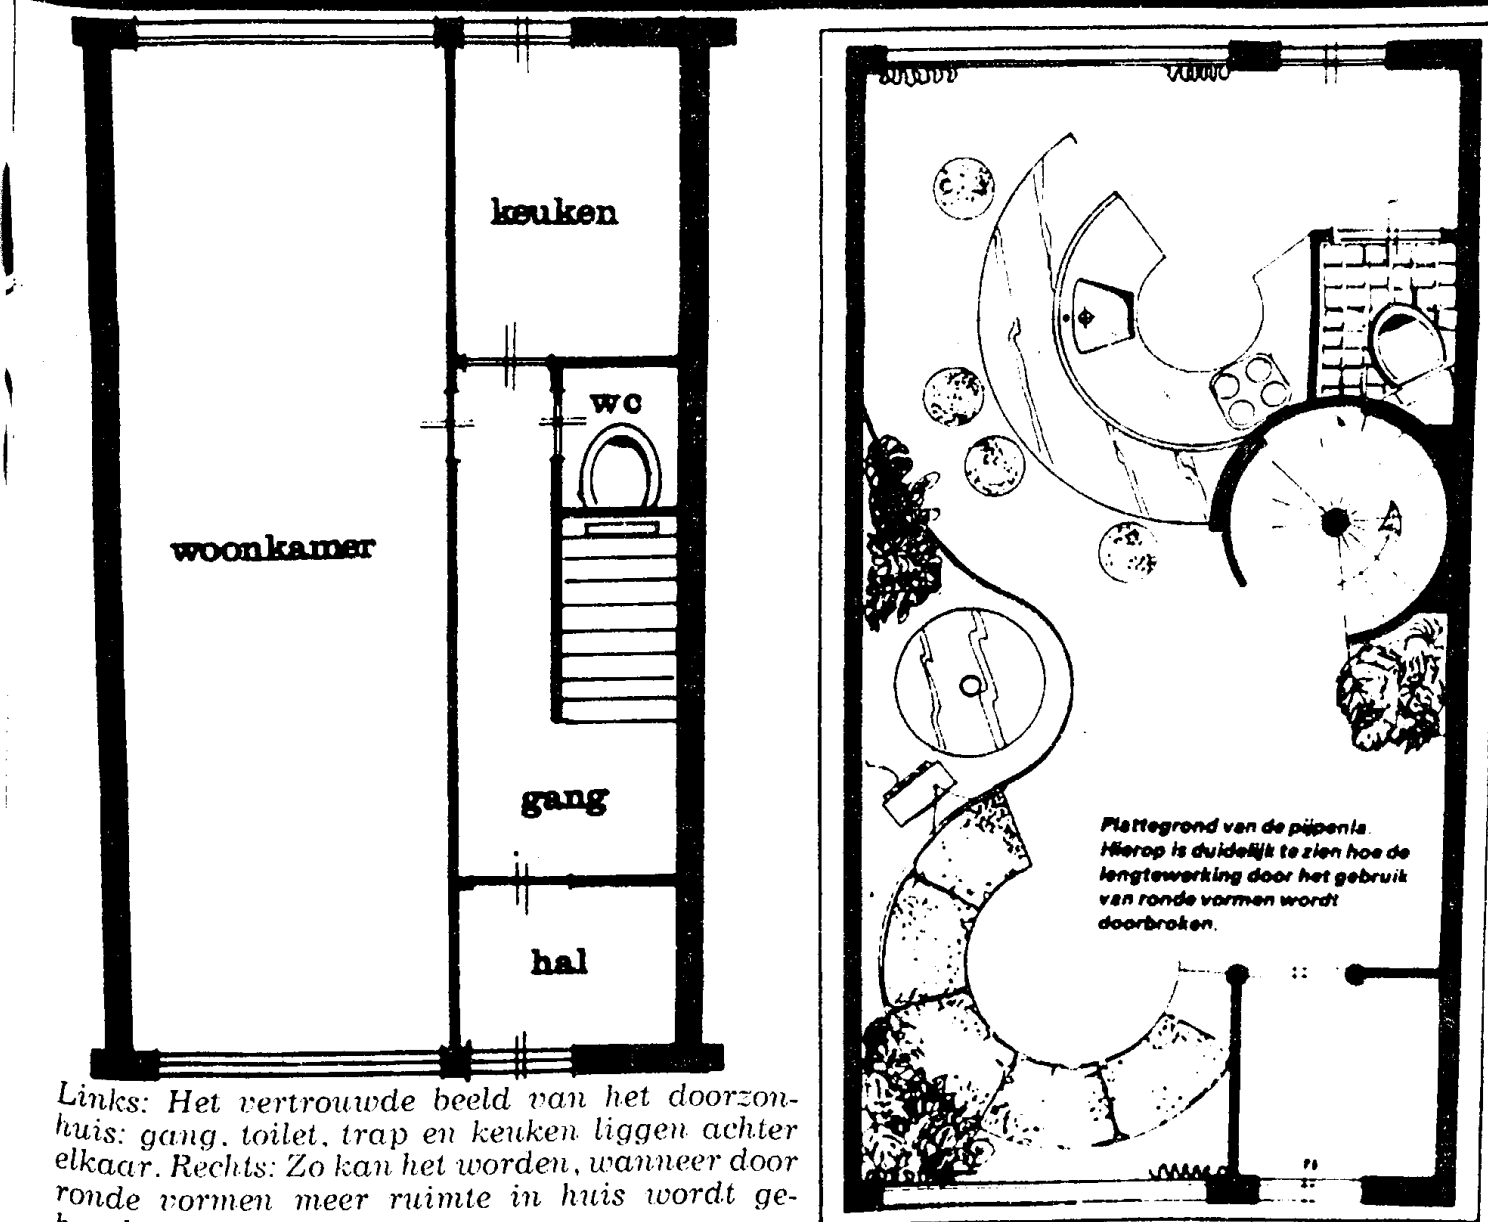 keuken
wc
woonkamer
gang
hal
Plattegrond van de pijpenla.
Hierop is duidelijk te zien hoe de
lengtewerking door het gebruik
van ronde vormen wordt
doorbroken.
Links: Het vertrouwde beeld van het doorzon-
huis: gang, toilet, trap en keuken liggen achter
elkaar. Rechts: Zo kan het worden, wanneer door
ronde vormen meer ruimte in huis wordt ge-